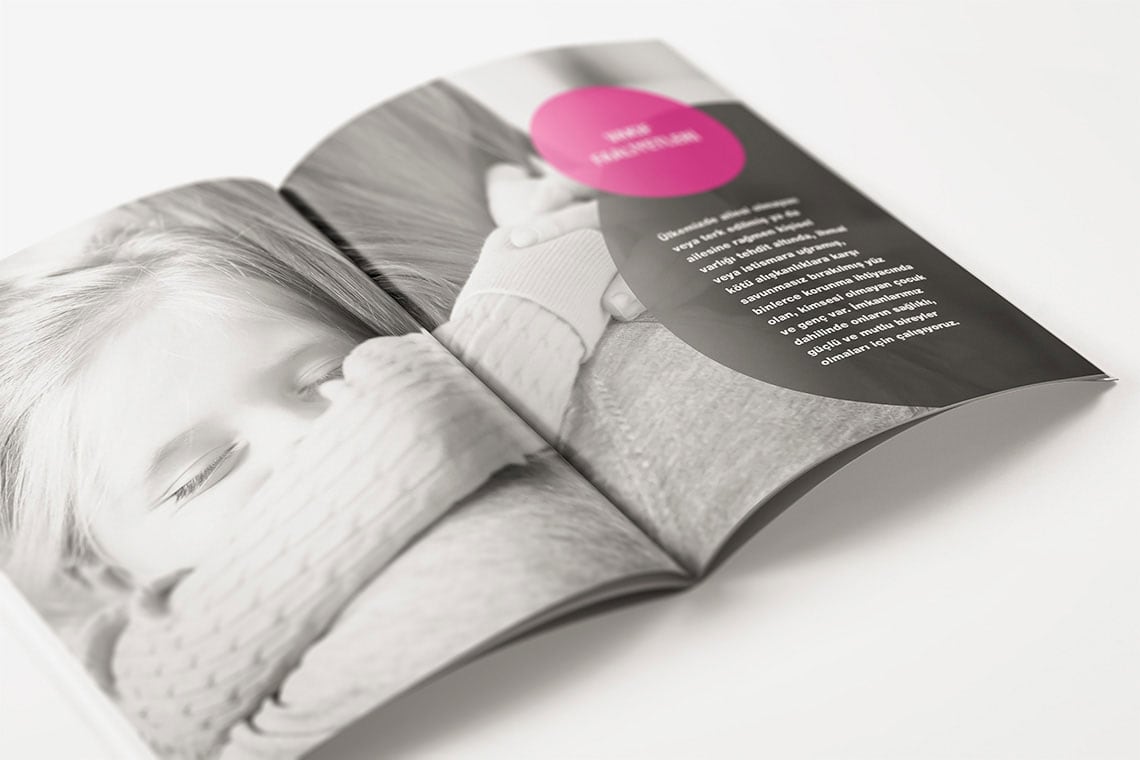 FAALİYETLERİ
Ülkemizde ailesi olmayan
veya terk edilmiş ya da
ailesine rağmen kişisel
varlığı tehdit altında, ihmal
veya istismara uğramış,
kötü alışkanlıklara karşı
savunmasız bırakılmış yüz
binlerce korunma ihtiyacında
olan, kimsesi olmayan çocuk
ve genç var. İmkanlarımız
dahilinde onların sağlıklı,
güçlü ve mutlu bireyler
olmaları için çalışıyoruz.